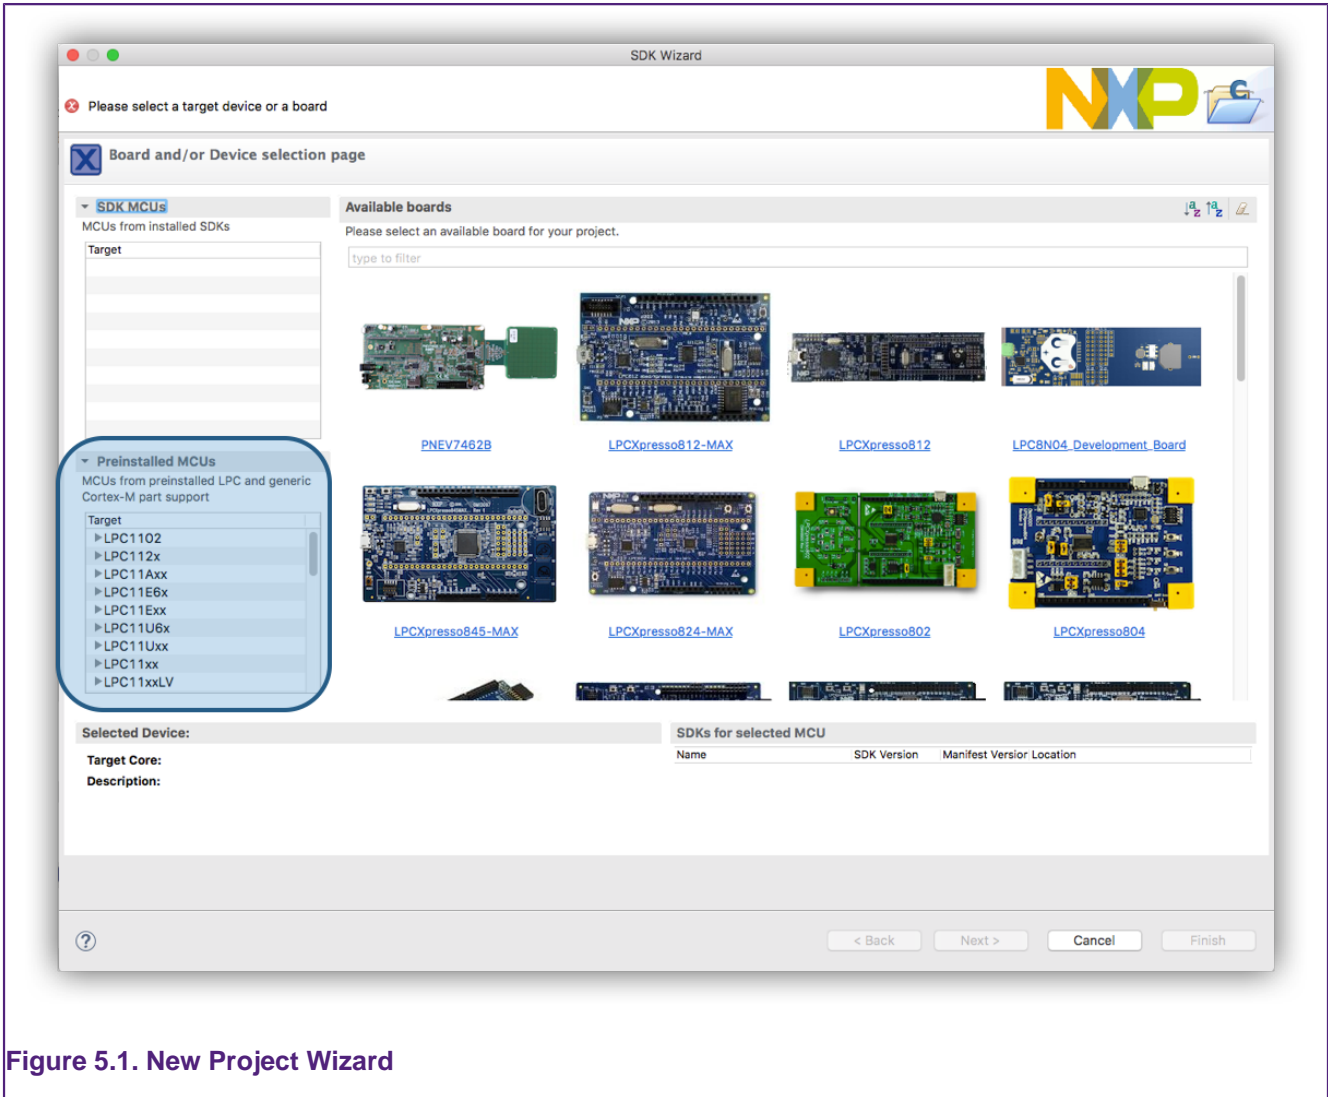 SDK Wizard
Please select a target device or a board
NXP
C
X
Board and/or Device selection page
SDK MCUs
MCUs from installed SDKs
Target
Preinstalled MCUs
MCUs from preinstalled LPC and generic
Cortex-M part support
Target
LPC1102
LPC112x
LPC11Axx
LPC11E6x
LPC11Exx
LPC11U6x
LPC11Uxx
LPC11xx
LPC11xxLV
Available boards
Please select an available board for your project.
type to filter
PNEV7462B
LPCXpresso812-MAX
LPCXpresso812
LPC8N04_Development_Board
LPCXpresso845-MAX
LPCXpresso824-MAX
LPCXpresso802
LPCXpresso804
Selected Device:
Target Core:
Description:
SDKs for selected MCU
Name SDK Version Manifest Versior Location
? < Back Next > Cancel Finish
Figure 5.1. New Project Wizard